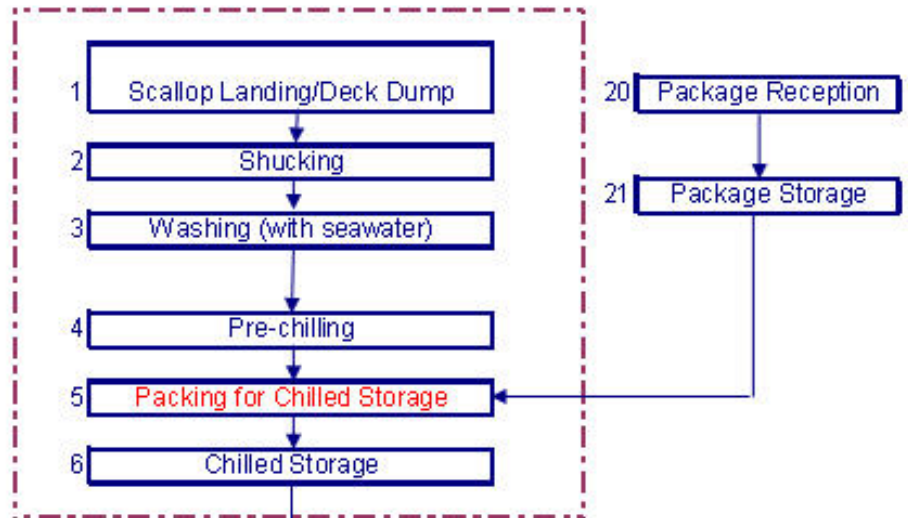 1 Scallop Landing/Deck Dump
2 Shucking
3 Washing (with seawater)
4 Pre-chilling
5 Packing for Chilled Storage
6 Chilled Storage
20 Package Reception
21 Package Storage